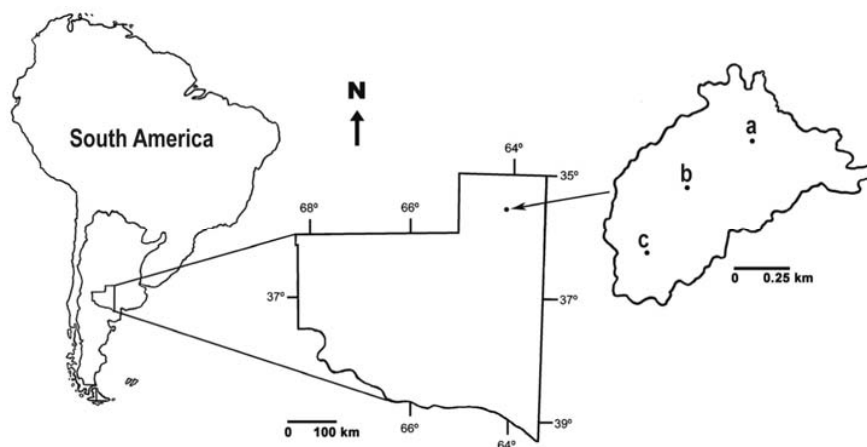 South America
N
68º
66º
64º
35º
37º
37º
39º
66º
64º
0 100 km
a
b
c
0 0.25 km